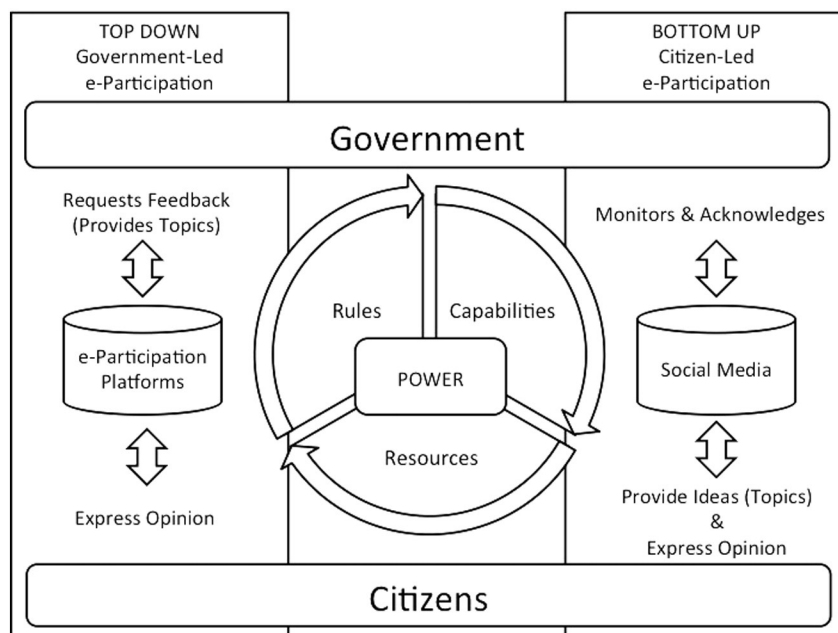 TOP DOWN
Government-Led
e-Participation
BOTTOM UP
Citizen-Led
e-Participation
Government
Requests Feedback
(Provides Topics)
Monitors & Acknowledges
Rules
Capabilities
e-Participation
Platforms
POWER
Social Media
Resources
Express Opinion
Provide Ideas (Topics)
&
Express Opinion
Citizens